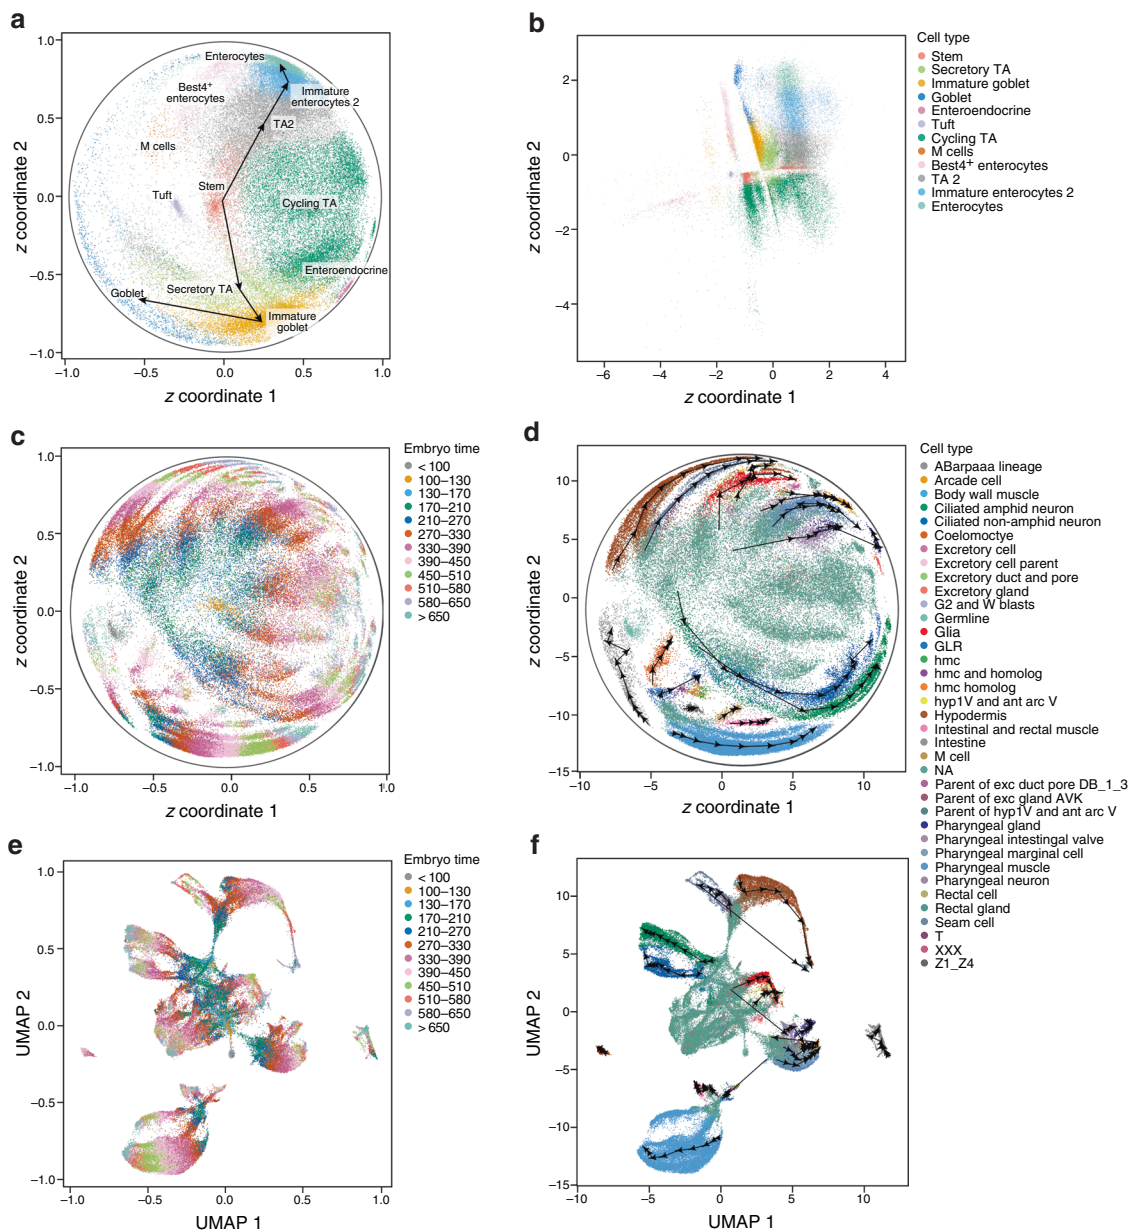 a
1.0
0.5
0.0
−0.5
−1.0
z coordinate 2
Enterocytes
Best4+
enterocytes
Immature
enterocytes 2
TA2
M cells
Stem
Tuft
Cycling TA
Enteroendocrine
Secretory TA
Goblet
Immature
goblet
−1.0 −0.5 0.0 0.5 1.0
z coordinate 1
b
2
0
−2
−4
z coordinate 2
−6 −4 −2 0 2 4
z coordinate 1
Cell type
Stem
Secretory TA
Immature goblet
Goblet
Enteroendocrine
Tuft
Cycling TA
M cells
Best4+ enterocytes
TA 2
Immature enterocytes 2
Enterocytes
c
1.0
0.5
0.0
−0.5
−1.0
z coordinate 2
−1.0 −0.5 0.0 0.5 1.0
z coordinate 1
Embryo time
< 100
100–130
130–170
170–210
210–270
270–330
330–390
390–450
450–510
510–580
580–650
> 650
d
10
5
0
−5
−10
−15
z coordinate 2
−10 −5 0 5 10
z coordinate 1
Cell type
ABarpaaa lineage
Arcade cell
Body wall muscle
Ciliated amphid neuron
Ciliated non-amphid neuron
Coelomoctye
Excretory cell
Excretory cell parent
Excretory duct and pore
Excretory gland
G2 and W blasts
Germline
Glia
GLR
hmc
hmc and homolog
hmc homolog
hyp1V and ant arc V
Hypodermis
Intestinal and rectal muscle
Intestine
M cell
NA
Parent of exc duct pore DB_1_3
Parent of exc gland AVK
Parent of hyp1V and ant arc V
Pharyngeal gland
Pharyngeal intestingal valve
Pharyngeal marginal cell
Pharyngeal muscle
Pharyngeal neuron
Rectal cell
Rectal gland
Seam cell
T
XXX
Z1_Z4
e
1.0
0.5
0.0
−0.5
−1.0
UMAP 2
−1.0 −0.5 0.0 0.5 1.0
UMAP 1
Embryo time
< 100
100–130
130–170
170–210
210–270
270–330
330–390
390–450
450–510
510–580
580–650
> 650
f
10
5
0
−5
−10
−15
UMAP 2
−10 −5 0 5 10
UMAP 1